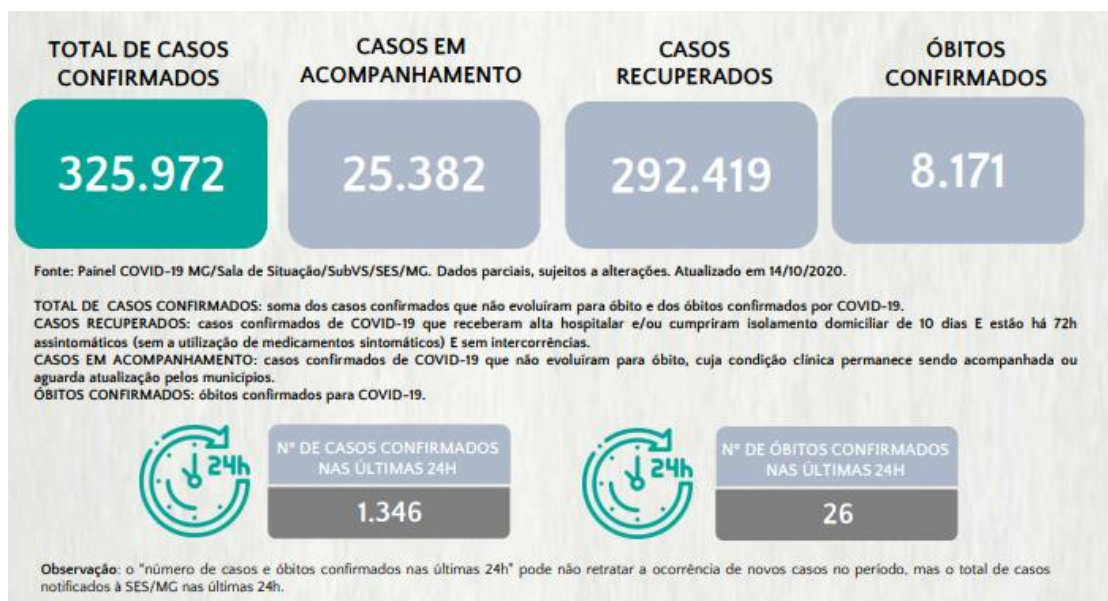 TOTAL DE CASOS
CONFIRMADOS
CASOS EM
ACOMPANHAMENTO
CASOS
RECUPERADOS
ÓBITOS
CONFIRMADOS
325.972
25.382
292.419
8.171
Fonte: Painel COVID-19 MG/Sala de Situação/SubVS/SES/MG. Dados parciais, sujeitos a alterações. Atualizado em 14/10/2020.
TOTAL DE CASOS CONFIRMADOS: soma dos casos confirmados que não evoluíram para óbito e dos óbitos confirmados por COVID-19.
CASOS RECUPERADOS: casos confirmados de COVID-19 que receberam alta hospitalar e/ou cumpriram isolamento domiciliar de 10 dias E estão há 72h
assintomáticos (sem a utilização de medicamentos sintomáticos) E sem intercorrências.
CASOS EM ACOMPANHAMENTO: casos confirmados de COVID-19 que não evoluíram para óbito, cuja condição clínica permanece sendo acompanhada ou
aguarda atualização pelos municípios.
ÓBITOS CONFIRMADOS: óbitos confirmados para COVID-19.
24h
Nº DE CASOS CONFIRMADOS
NAS ÚLTIMAS 24H
1.346
24h
Nº DE ÓBITOS CONFIRMADOS
NAS ÚLTIMAS 24H
26
Observação: o "número de casos e óbitos confirmados nas últimas 24h" pode não retratar a ocorrência de novos casos no período, mas o total de casos
notificados à SES/MG nas últimas 24h.